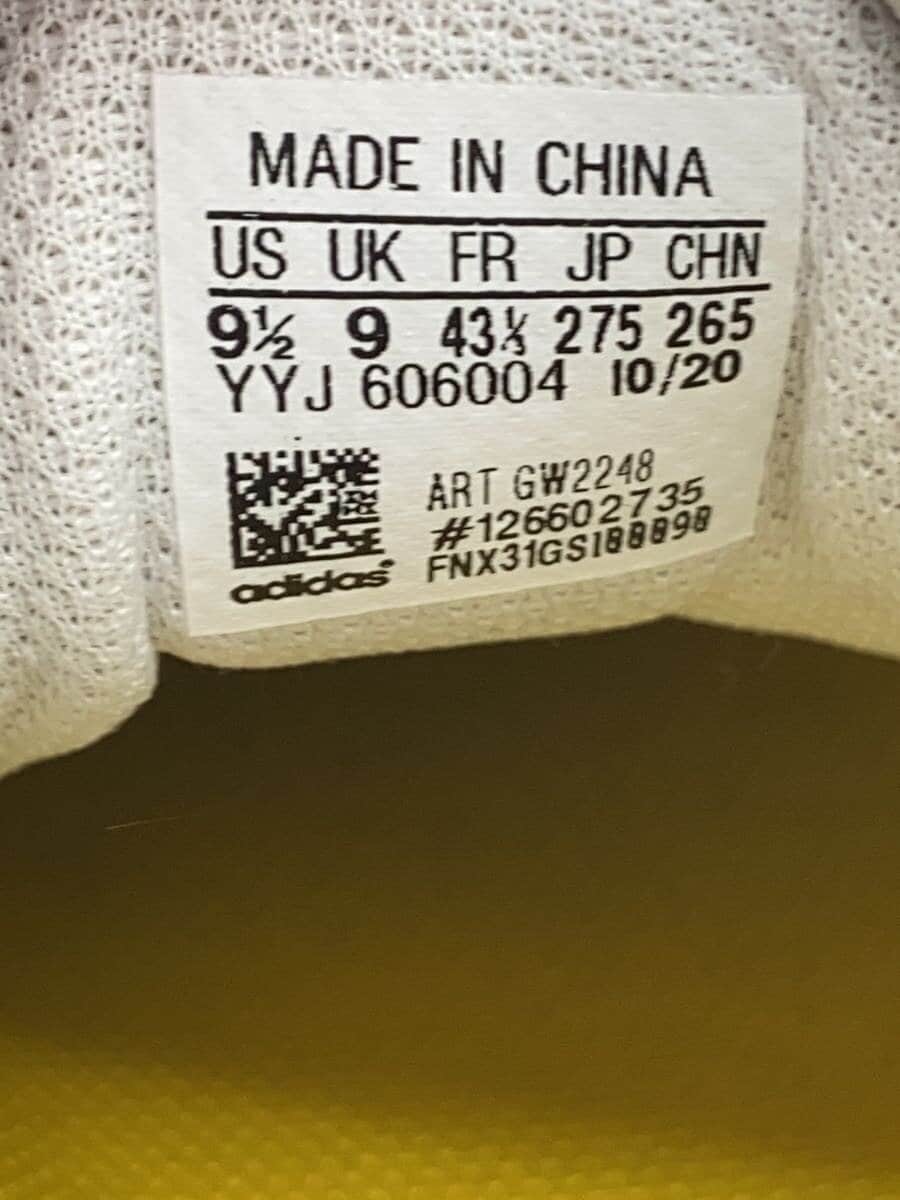 MADE IN CHINA
US UK FR JP CHN
9½ 9 43⅓ 275 265
YYJ 606004 10/20
ART GW2248
#126602735
adidas